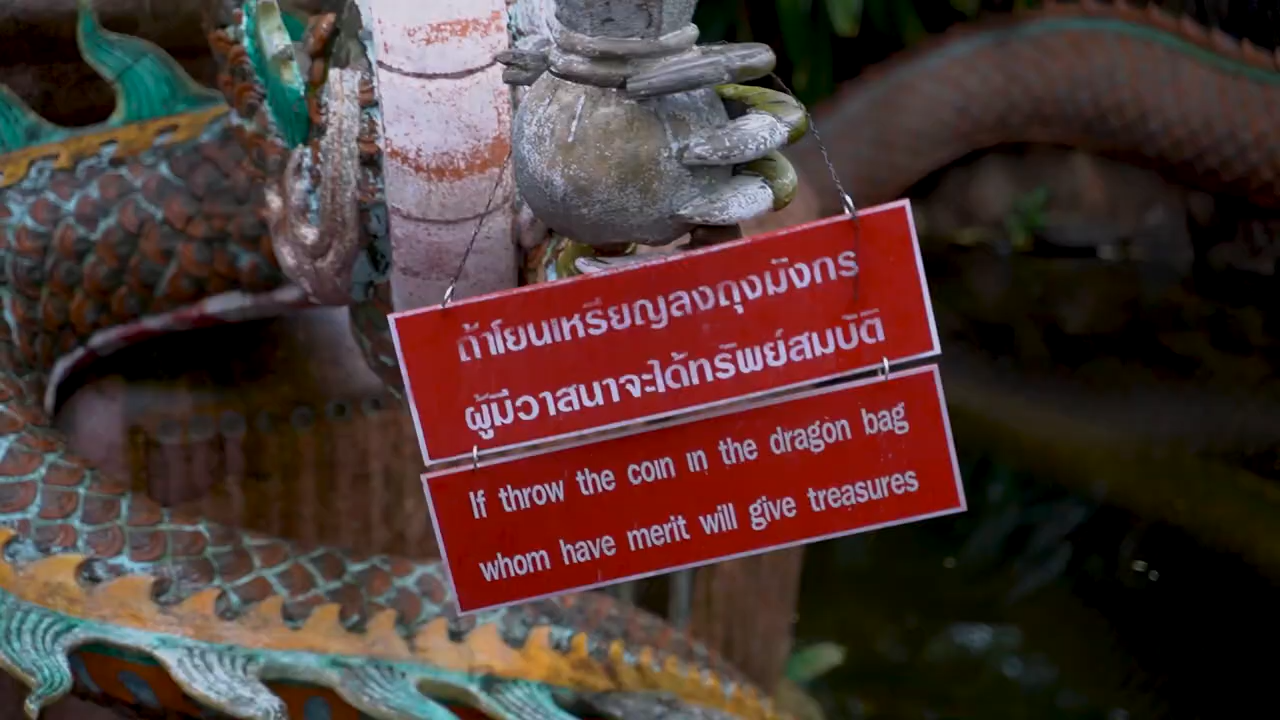 ถ้าโยนเหรียญลงถุงมังกร
ผู้มีวาสนาจะได้ทรัพย์สมบัติ
If throw the coin in the dragon bag
whom have merit will give treasures